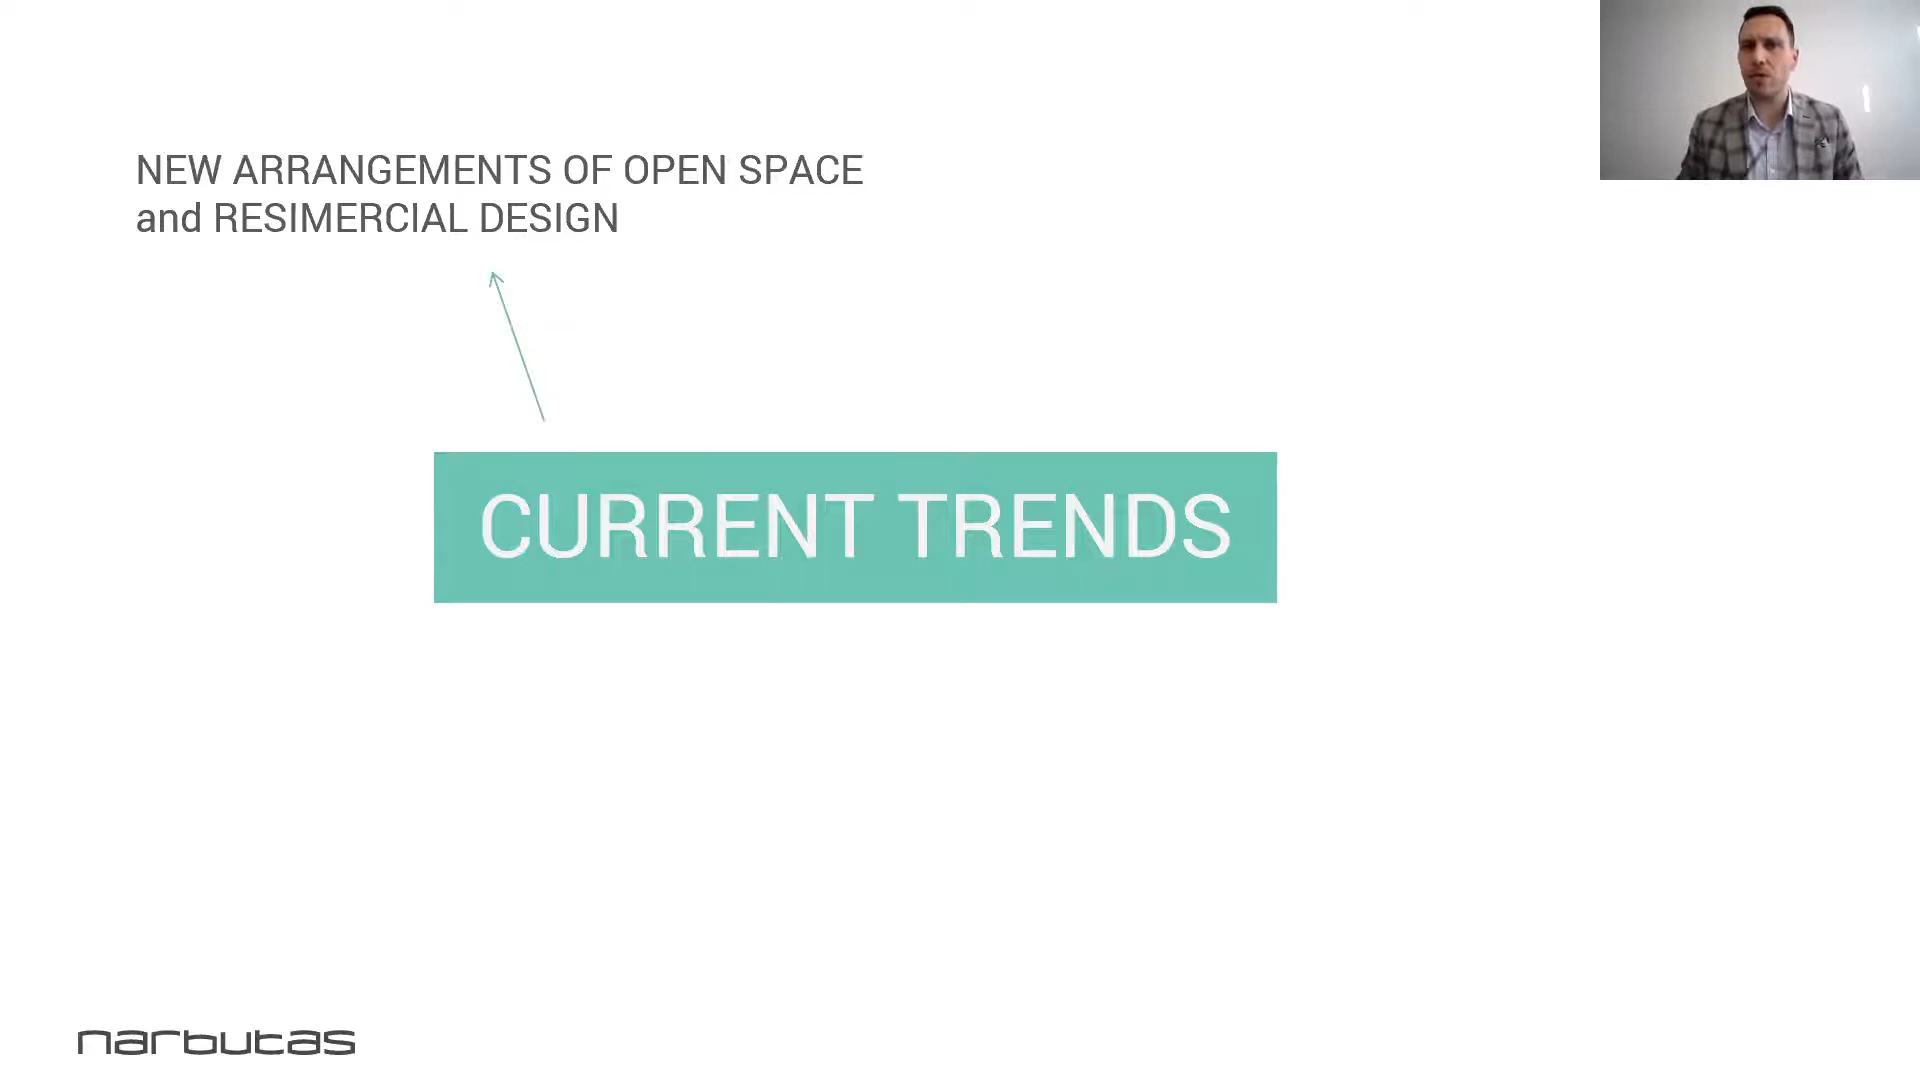 NEW ARRANGEMENTS OF OPEN SPACE
and RESIMERCIAL DESIGN
CURRENT TRENDS
narbutas